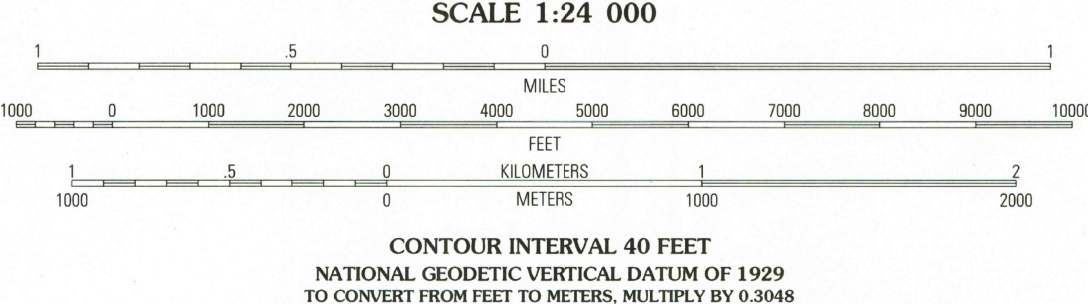 SCALE 1:24 000
1 .5 0 1
MILES
1000 0 1000 2000 3000 4000 5000 6000 7000 8000 9000 10000
FEET
1 .5 0 KILOMETERS 1 2
1000 0 METERS 1000 2000
CONTOUR INTERVAL 40 FEET
NATIONAL GEODETIC VERTICAL DATUM OF 1929
TO CONVERT FROM FEET TO METERS, MULTIPLY BY 0.3048